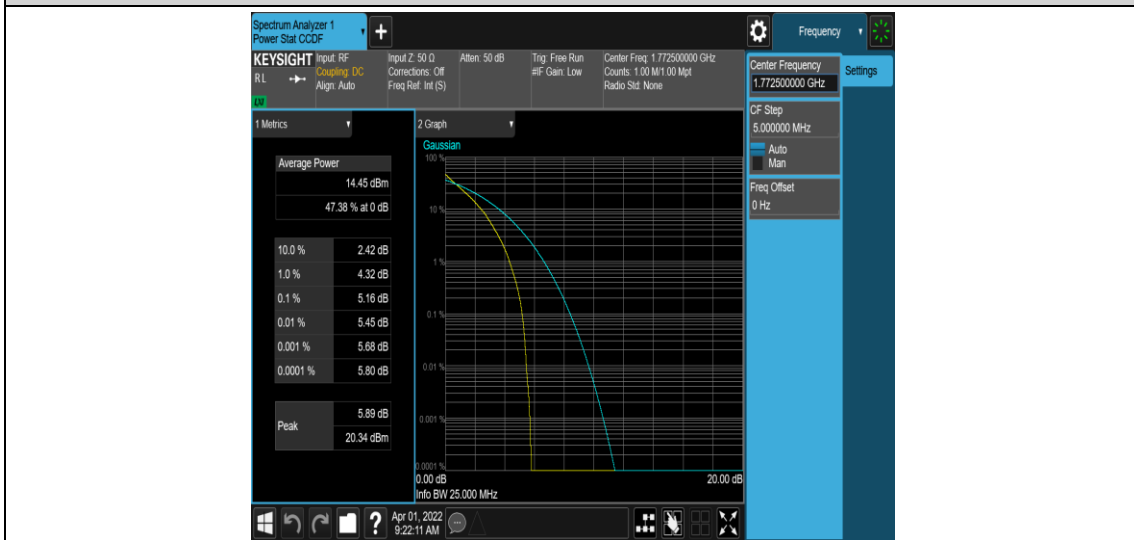 Spectrum Analyzer 1
Power Stat CCDF
+
Frequency
KEYSIGHT
RL
LXI
Input: RF
Coupling: DC
Align: Auto
Input Z: 50 Ω
Corrections: Off
Freq Ref: Int (S)
Atten: 50 dB
Trig: Free Run
#IF Gain: Low
Center Freq: 1.772500000 GHz
Counts: 1.00 M/1.00 Mpt
Radio Std: None
Center Frequency
1.772500000 GHz
Settings
CF Step
5.000000 MHz
Auto
Man
Freq Offset
0 Hz
1 Metrics
Average Power
14.45 dBm
47.38 % at 0 dB
10.0 % 2.42 dB
1.0 % 4.32 dB
0.1 % 5.16 dB
0.01 % 5.45 dB
0.001 % 5.68 dB
0.0001 % 5.80 dB
Peak 5.89 dB
20.34 dBm
2 Graph
Gaussian
100 %
10 %
1 %
0.1 %
0.01 %
0.001 %
0.0001 %
0.00 dB 20.00 dB
Info BW 25.000 MHz
?
Apr 01, 2022
9:22:11 AM